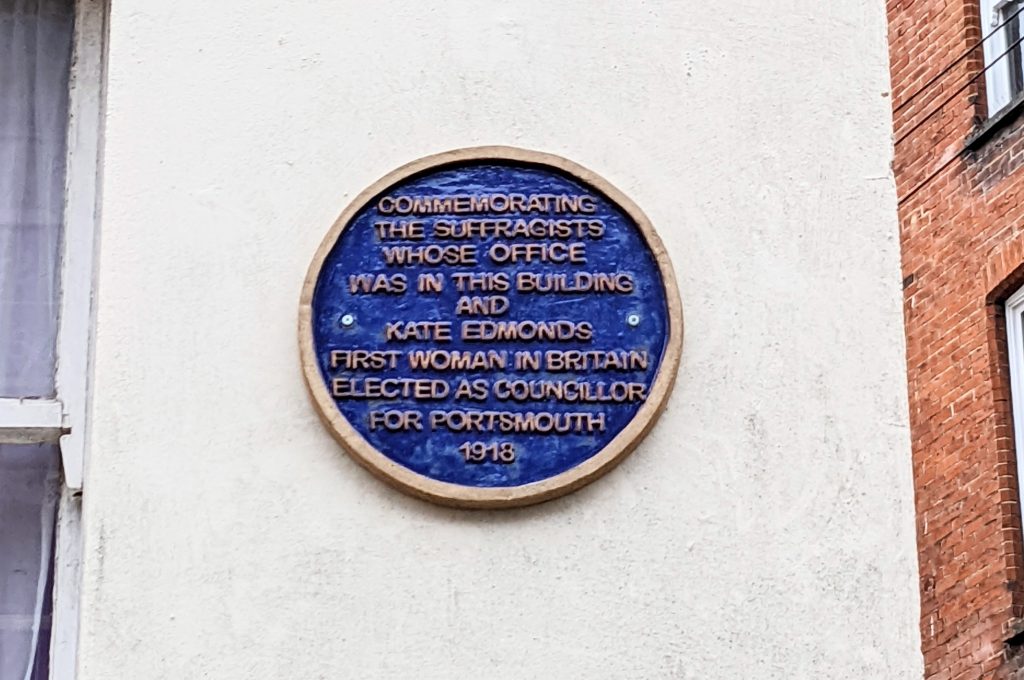 COMMEMORATING
THE SUFFRAGISTS
WHOSE OFFICE
WAS IN THIS BUILDING
AND
KATE EDMONDS
FIRST WOMAN IN BRITAIN
ELECTED AS COUNCILLOR
FOR PORTSMOUTH
1918